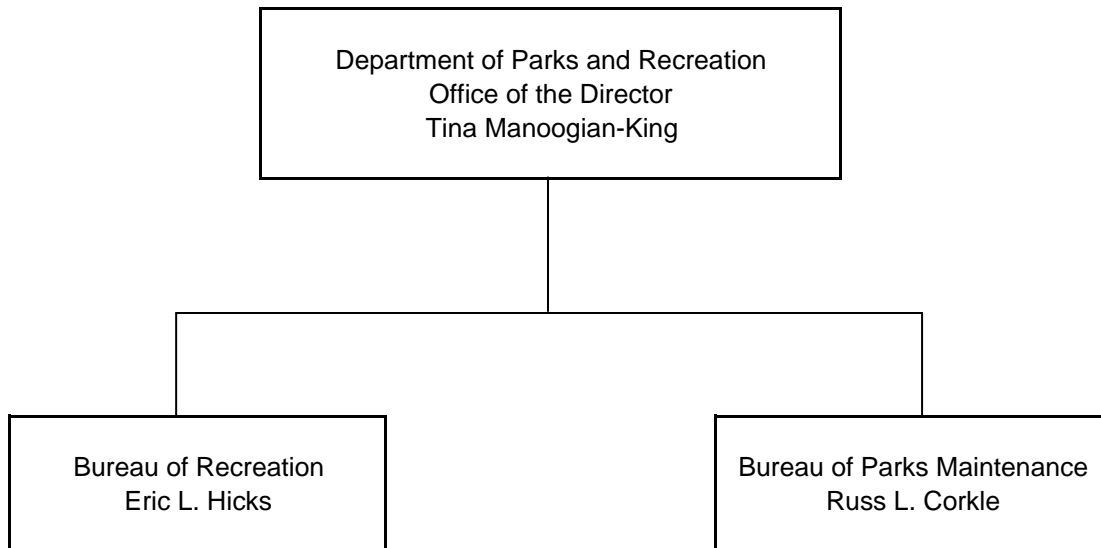 Department of Parks and Recreation
Office of the Director
Tina Manoogian-King
Bureau of Recreation
Eric L. Hicks
Bureau of Parks Maintenance
Russ L. Corkle